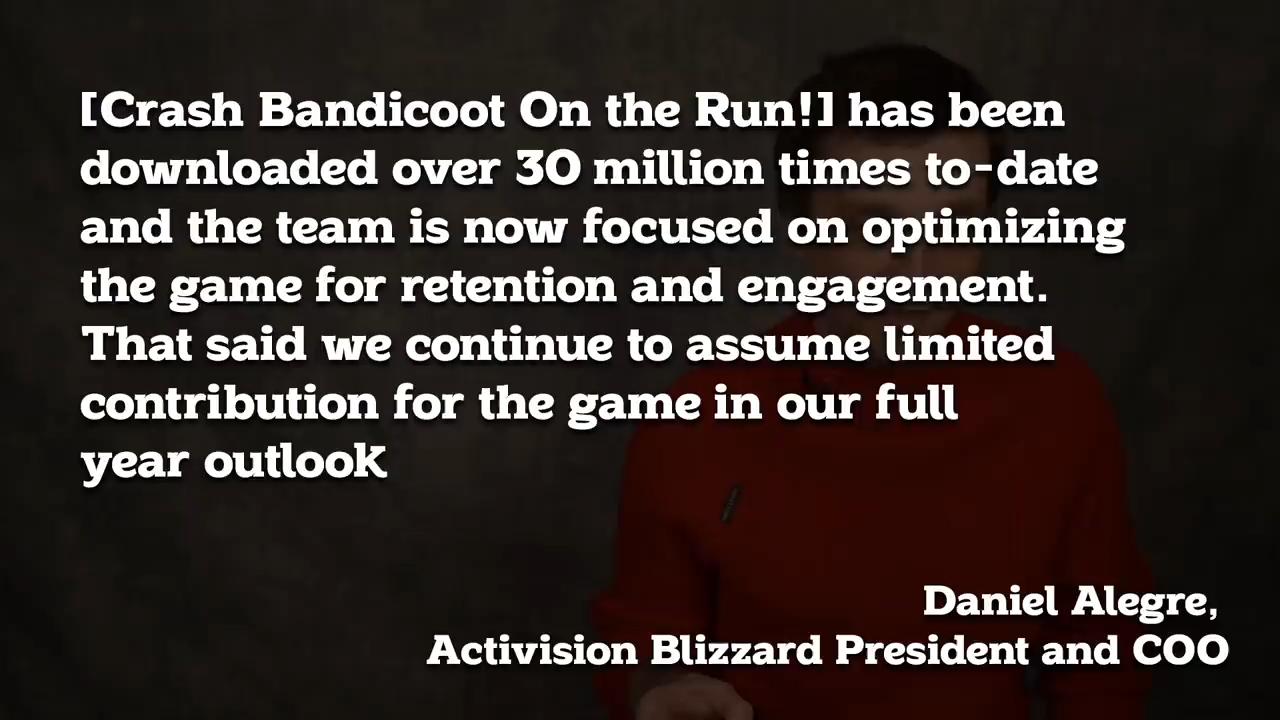 [Crash Bandicoot On the Run!] has been
downloaded over 30 million times to-date
and the team is now focused on optimizing
the game for retention and engagement.
That said we continue to assume limited
contribution for the game in our full
year outlook
Daniel Alegre,
Activision Blizzard President and COO